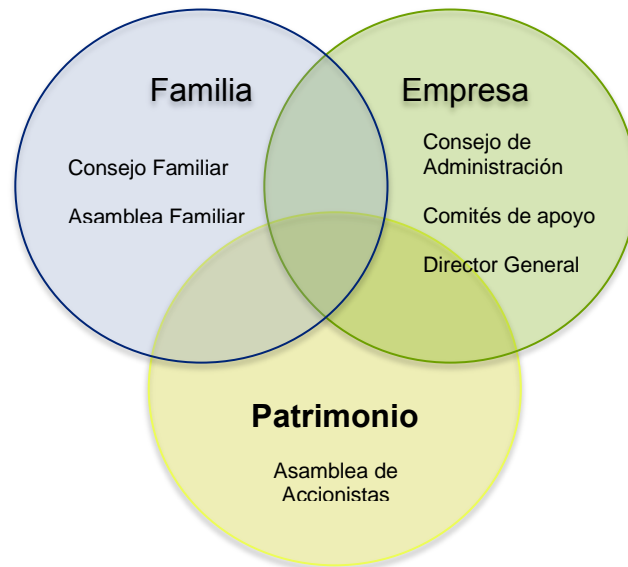 Familia
Empresa
Consejo Familiar
Asamblea Familiar
Consejo de
Administración
Comités de apoyo
Director General
Patrimonio
Asamblea de
Accionistas